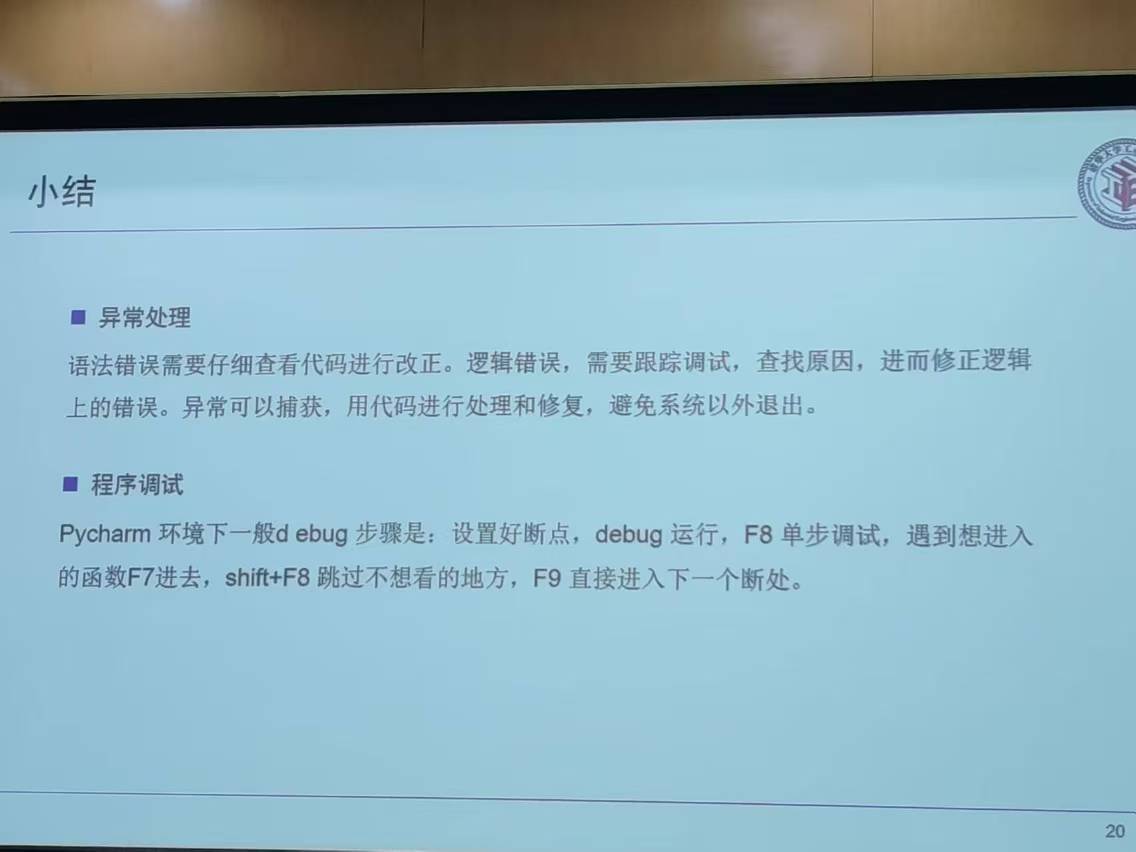 小结
■ 异常处理
语法错误需要仔细查看代码进行改正。逻辑错误，需要跟踪调试，查找原因，进而修正逻辑
上的错误。异常可以捕获，用代码进行处理和修复，避免系统以外退出。
■ 程序调试
Pycharm 环境下一般d ebug 步骤是：设置好断点，debug 运行，F8 单步调试，遇到想进入
的函数F7进去，shift+F8 跳过不想看的地方，F9 直接进入下一个断处。
20